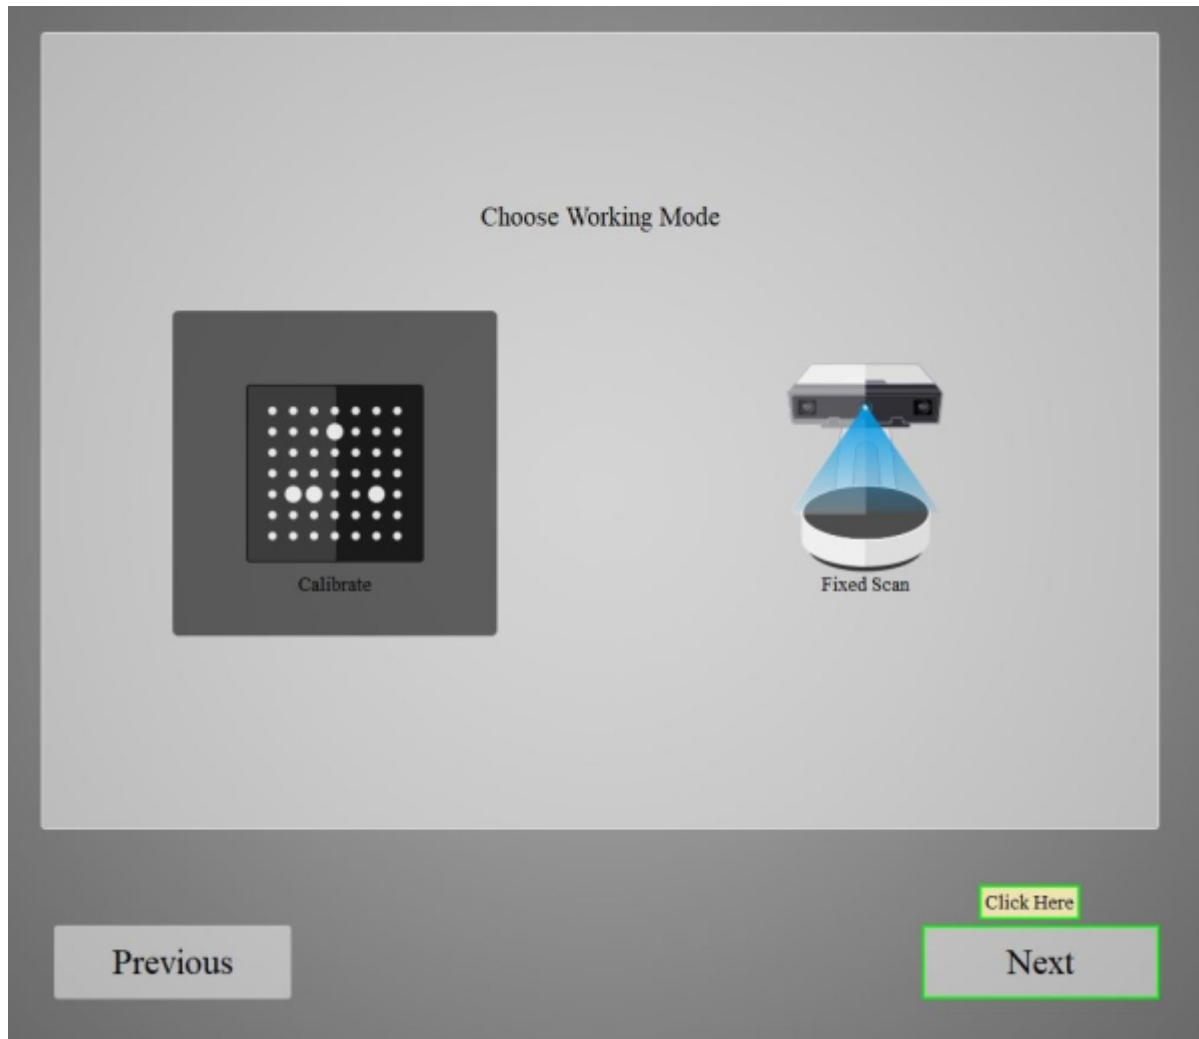 Choose Working Mode
Calibrate
Fixed Scan
Click Here
Previous
Next